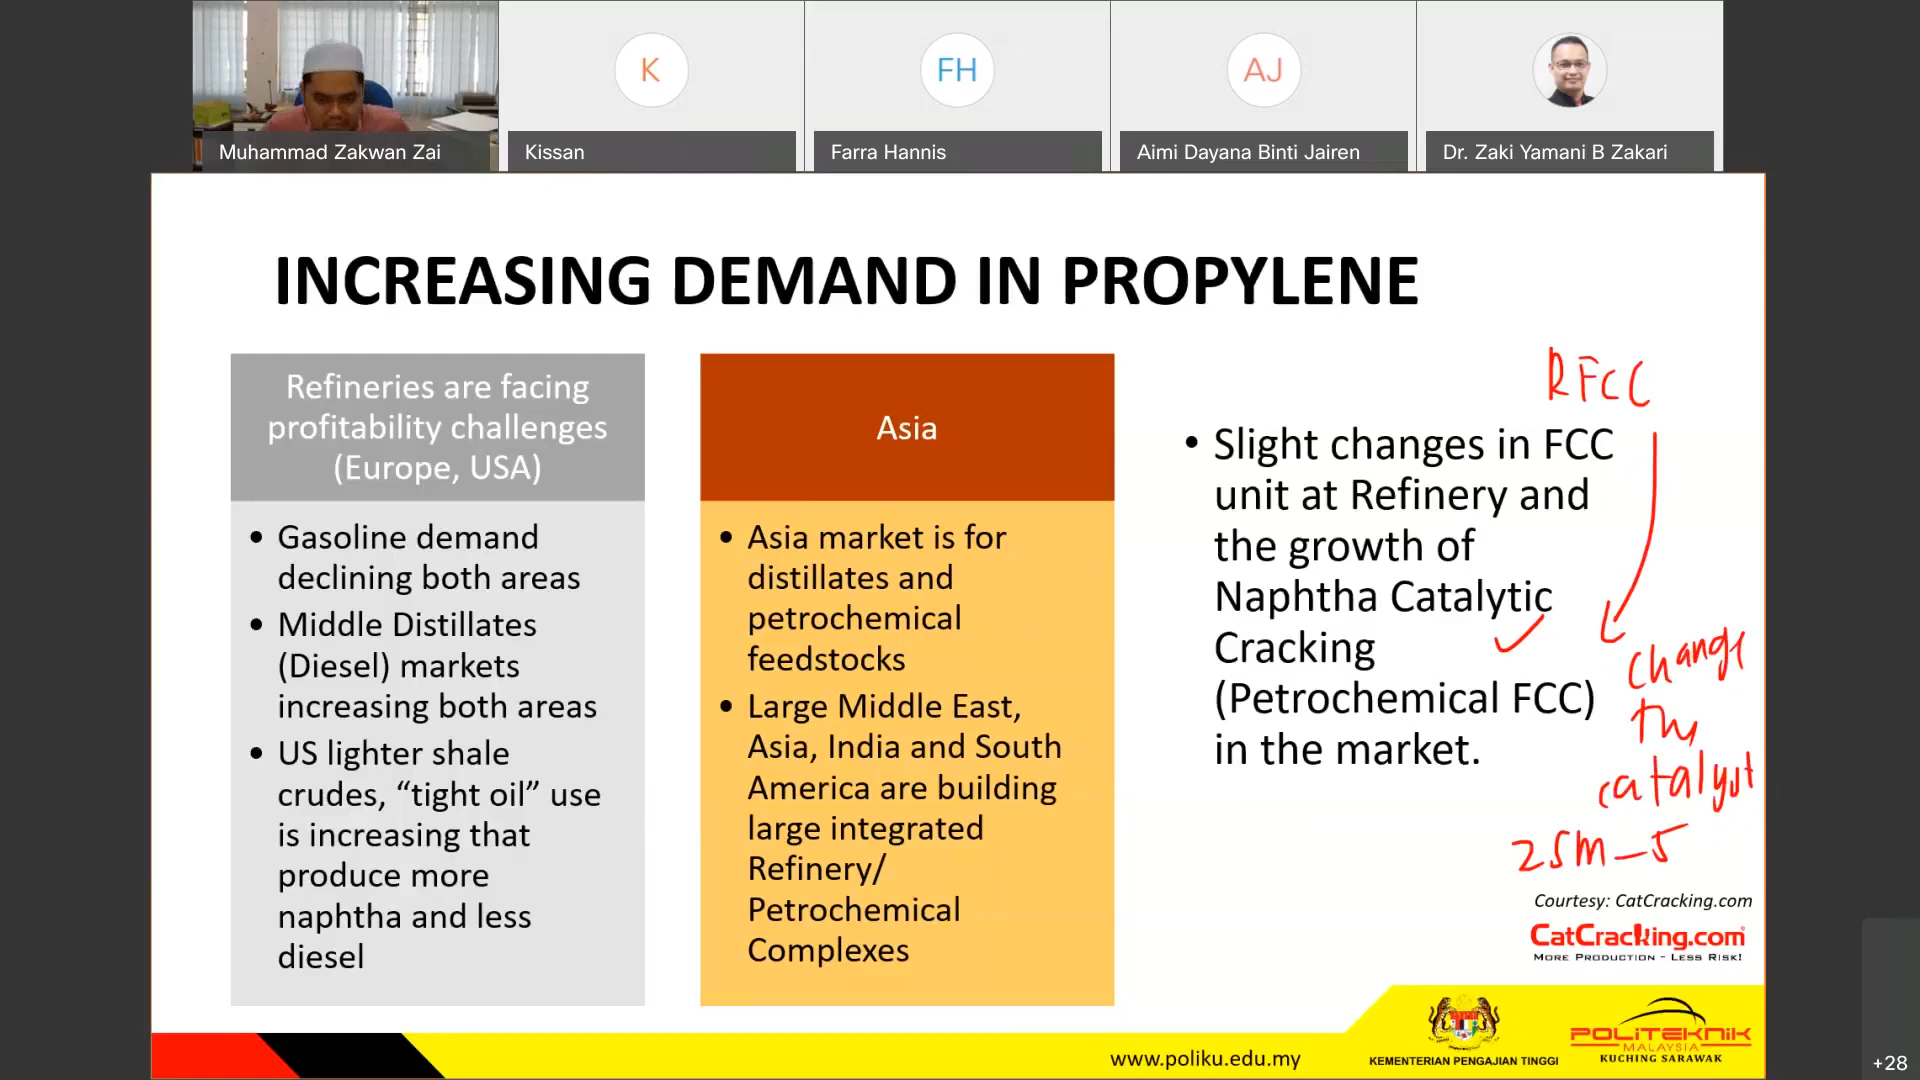 K
FH
AJ
Muhammad Zakwan Zai
Kissan
Farra Hannis
Aimi Dayana Binti Jairen
Dr. Zaki Yamani B Zakari
INCREASING DEMAND IN PROPYLENE
Refineries are facing
profitability challenges
(Europe, USA)
• Gasoline demand
declining both areas
• Middle Distillates
(Diesel) markets
increasing both areas
• US lighter shale
crudes, “tight oil” use
is increasing that
produce more
naphtha and less
diesel
Asia
• Asia market is for
distillates and
petrochemical
feedstocks
• Large Middle East,
Asia, India and South
America are building
large integrated
Refinery/
Petrochemical
Complexes
RFCC
• Slight changes in FCC
unit at Refinery and
the growth of
Naphtha Catalytic
Cracking
(Petrochemical FCC)
in the market.
change
the
catalyst
ZSM-5
Courtesy: CatCracking.com
CatCracking.com
MORE PRODUCTION - LESS RISK!
www.poliku.edu.my
KEMENTERIAN PENGAJIAN TINGGI
POLITEKNIK
MALAYSIA
KUCHING SARAWAK
+28